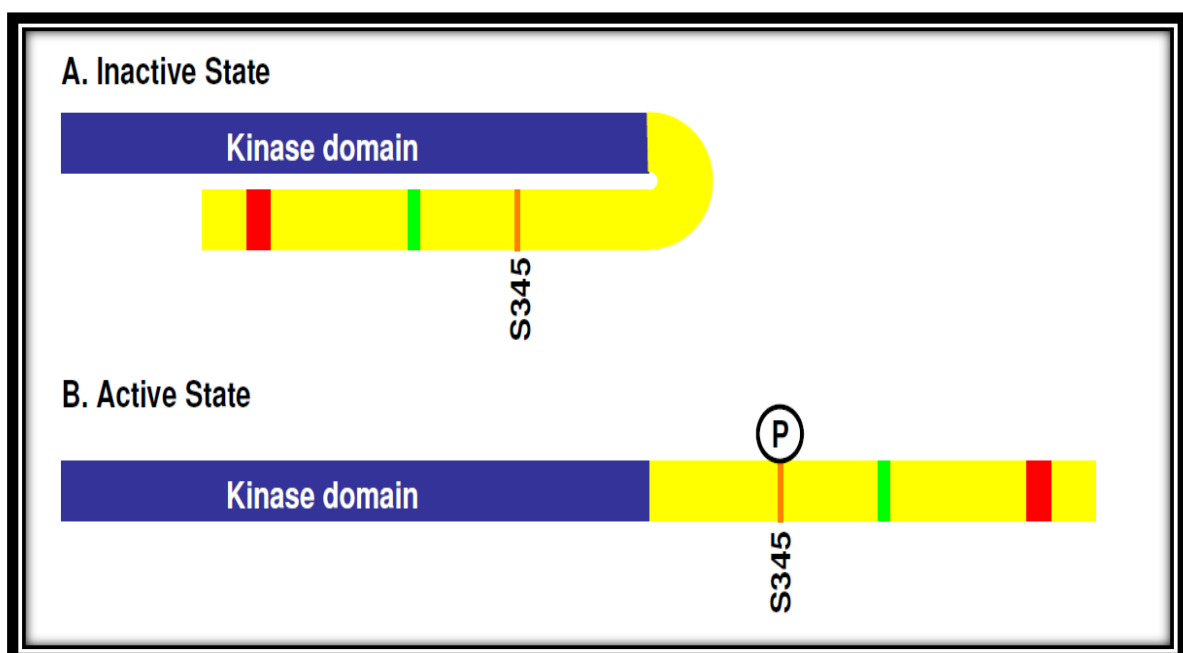 A. Inactive State
Kinase domain
S345
B. Active State
P
Kinase domain
S345